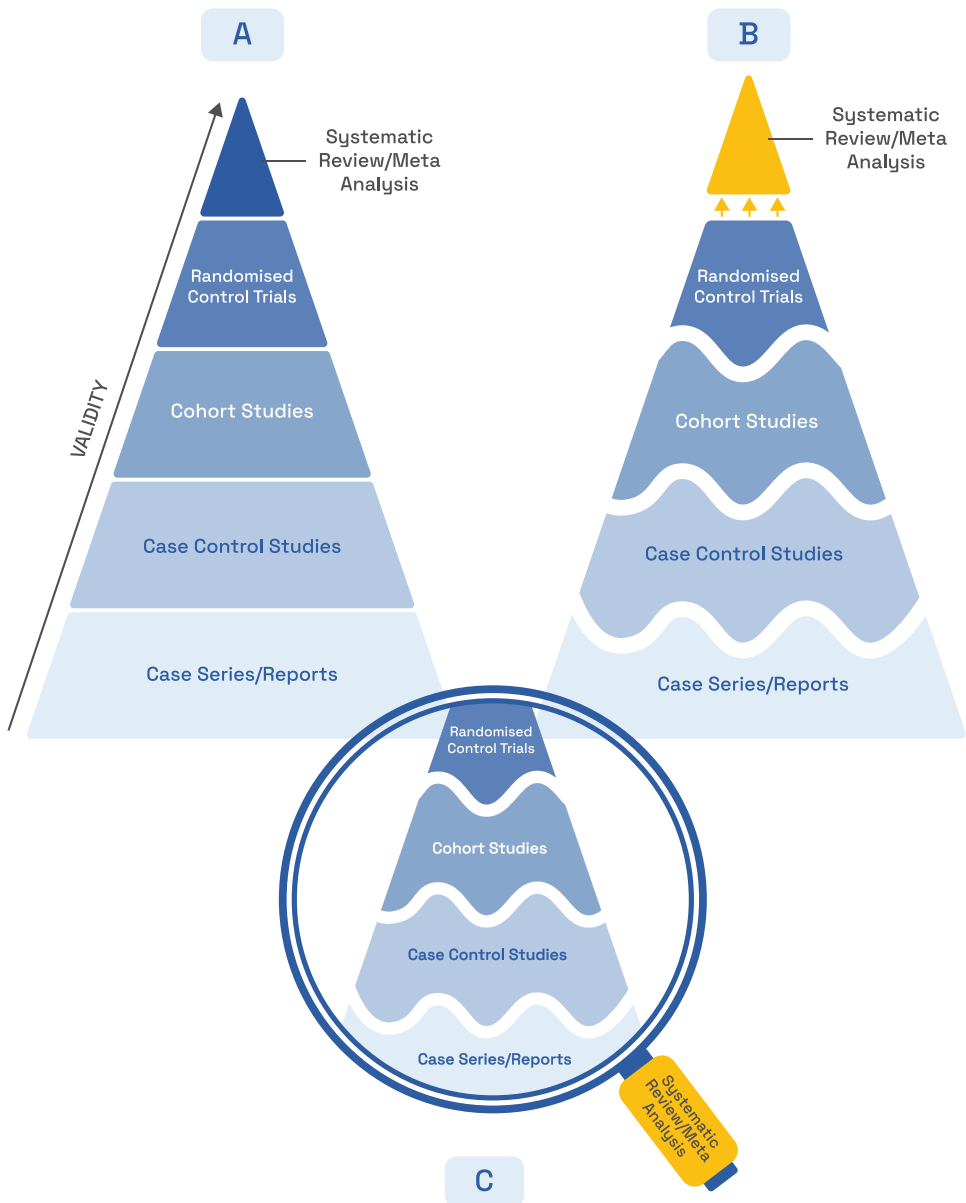 A
B
Systematic
Review/Meta
Analysis
Systematic
Review/Meta
Analysis
Randomised
Control Trials
Randomised
Control Trials
VALIDITY
Cohort Studies
Cohort Studies
Case Control Studies
Case Control Studies
Case Series/Reports
Case Series/Reports
Randomised
Control Trials
Cohort Studies
Case Control Studies
Case Series/Reports
Systematic
Review/Meta
Analysis
C